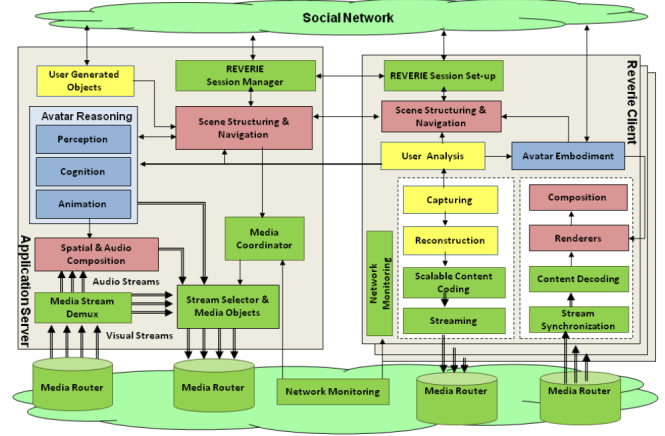 Social Network
User Generated
Objects
REVERIE
Session Manager
REVERIE Session Set-up
Reverie Client
Avatar Reasoning
Perception
Cognition
Animation
Scene Structuring &
Navigation
Scene Structuring &
Navigation
User Analysis
Avatar Embodiment
Capturing
Reconstruction
Scalable Content
Coding
Streaming
Composition
Renderers
Content Decoding
Stream
Synchronization
Network
Monitoring
Application Server
Spatial & Audio
Composition
Media
Coordinator
Audio Streams
Media Stream
Demux
Stream Selector &
Media Objects
Visual Streams
Media Router
Media Router
Network Monitoring
Media Router
Media Router